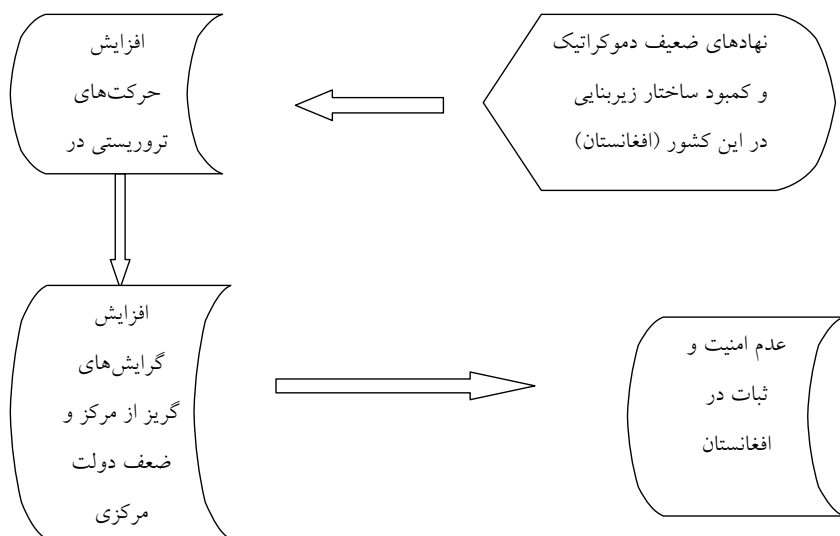 نهادهای ضعیف دموکراتیک
و کمبود ساختار زیربنایی
در این کشور (افغانستان)
افزایش
حرکت‌های
تروریستی در
افزایش
گرایش‌های
گریز از مرکز و
ضعف دولت
مرکزی
عدم امنیت و
ثبات در
افغانستان